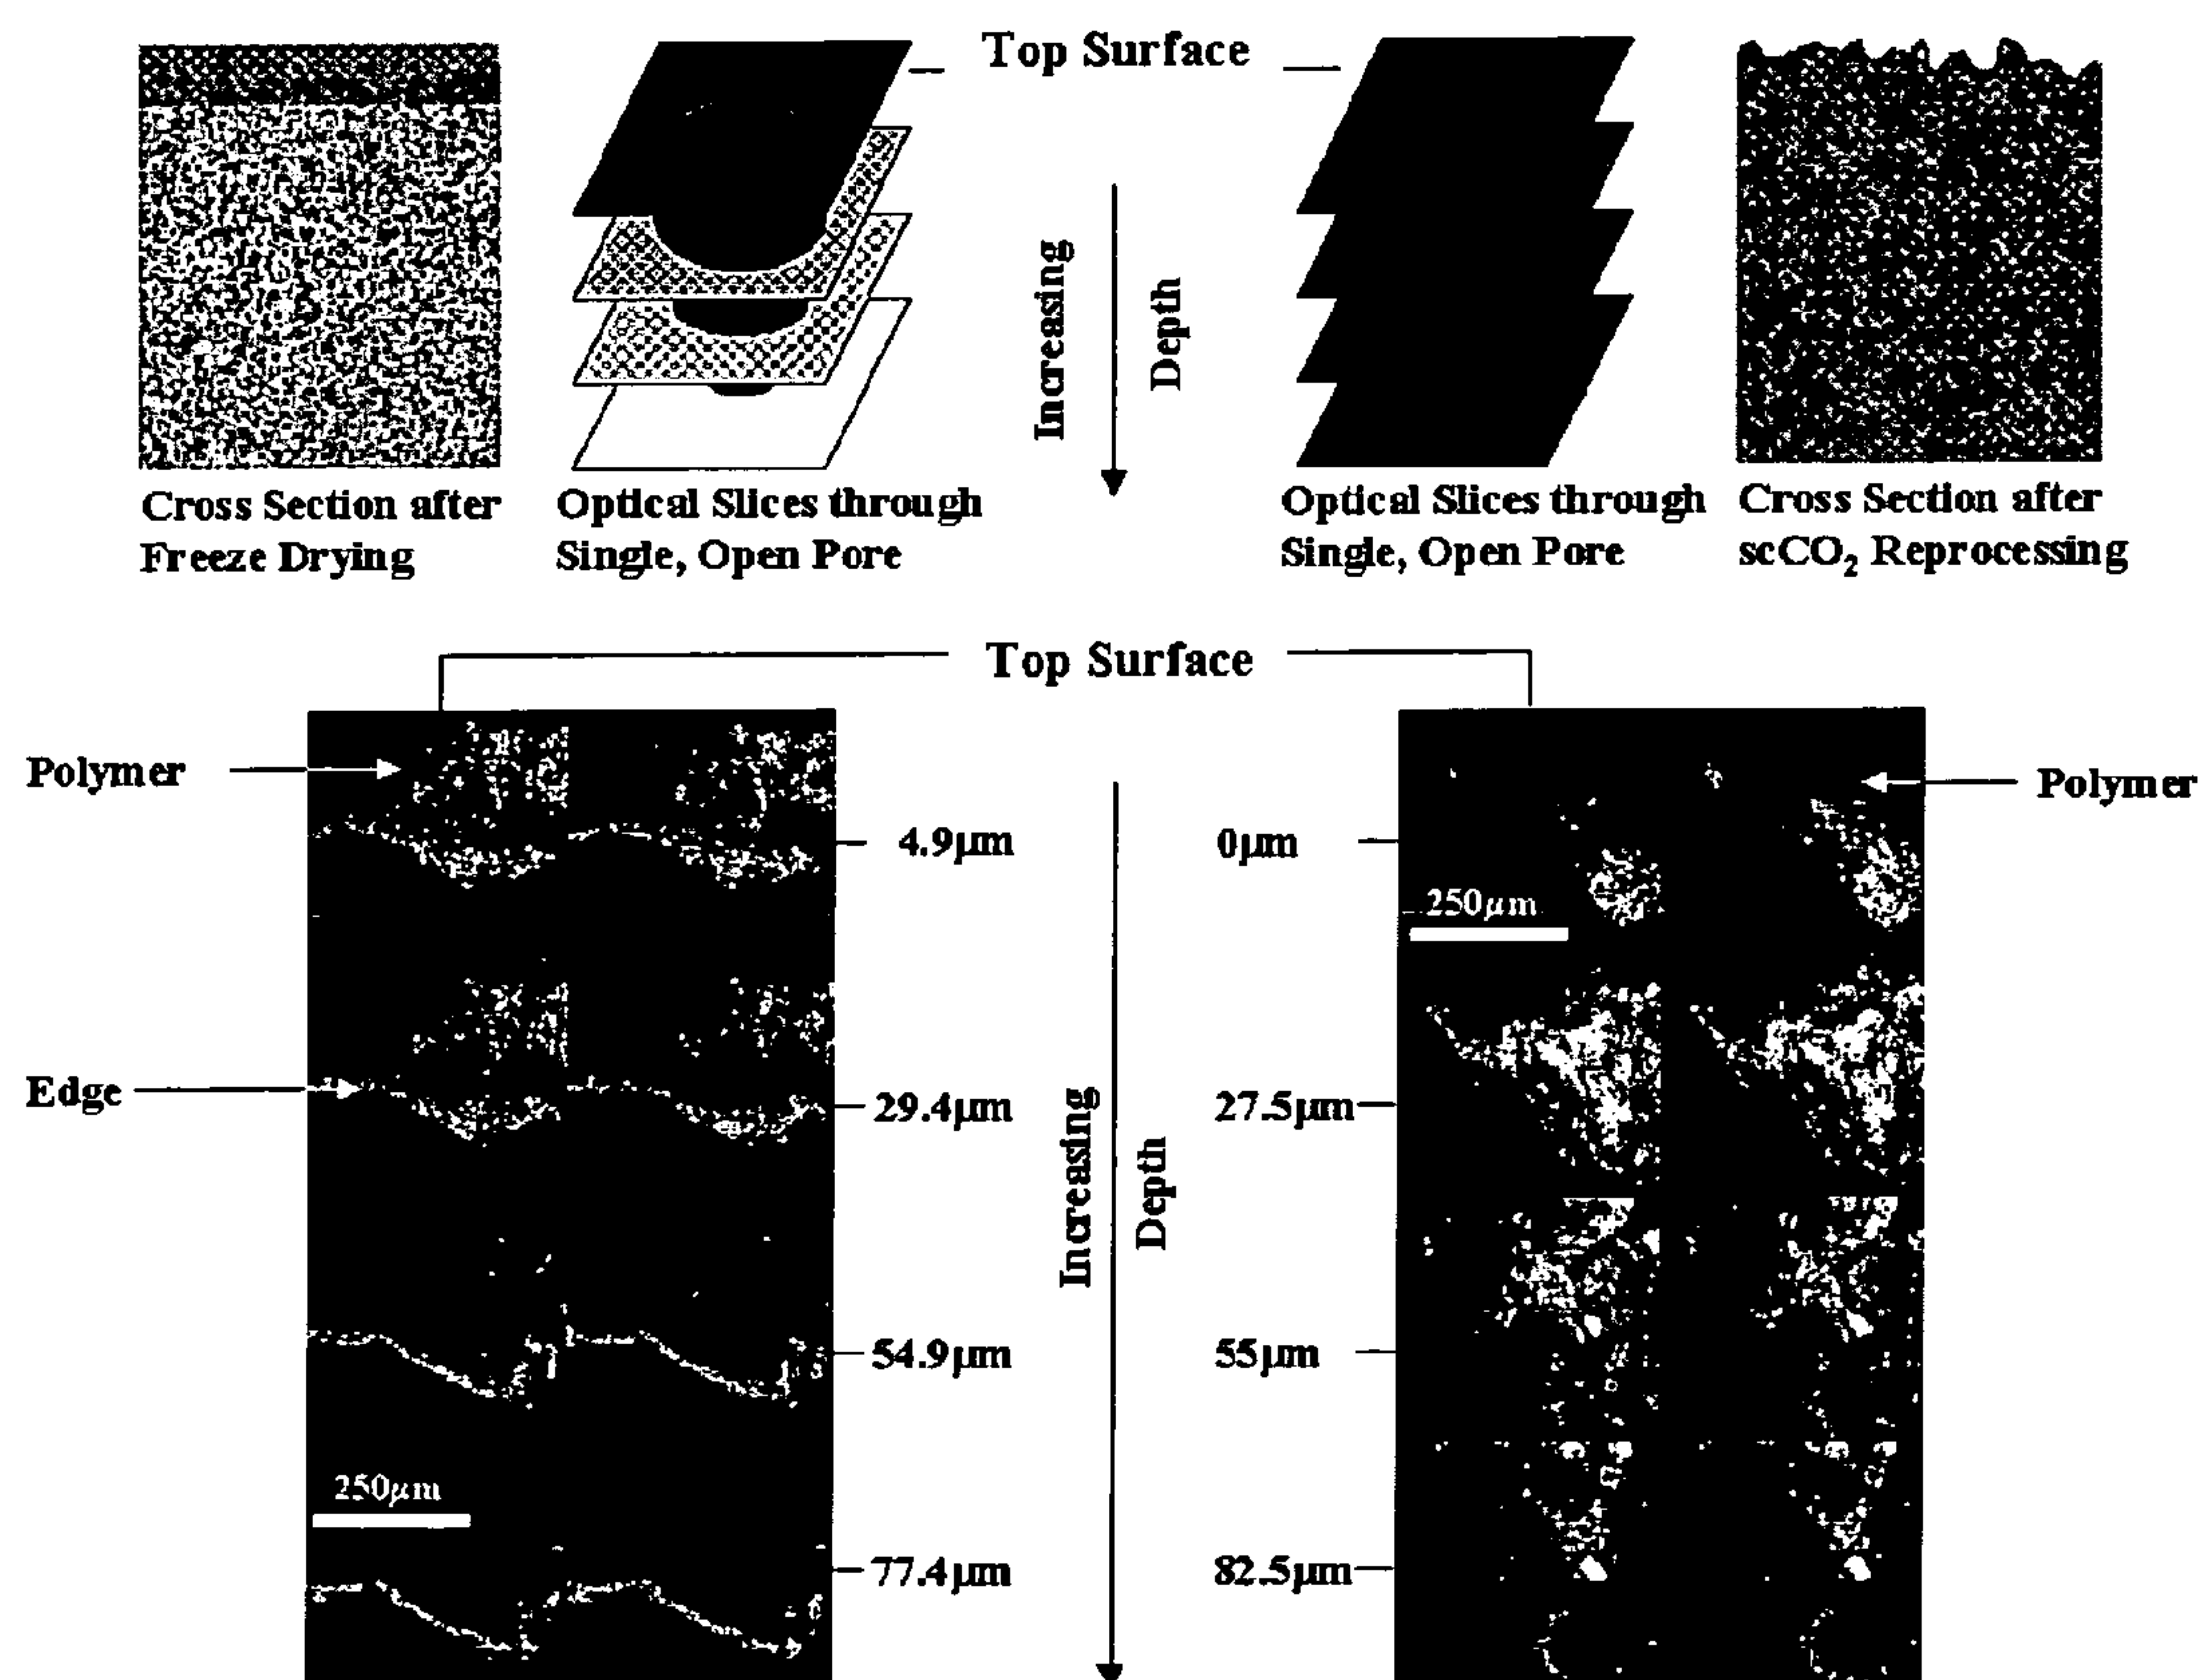 Top Surface
Increasing
Depth
Cross Section after
Freeze Drying
Optical Slices through
Single, Open Pore
Optical Slices through
Single, Open Pore
Cross Section after
scCO₂ Reprocessing
Top Surface
Polymer
Polymer
4.9µm
0µm
250µm
Edge
29.4µm
27.5µm
Increasing
Depth
54.9µm
55µm
250µm
77.4µm
82.5µm